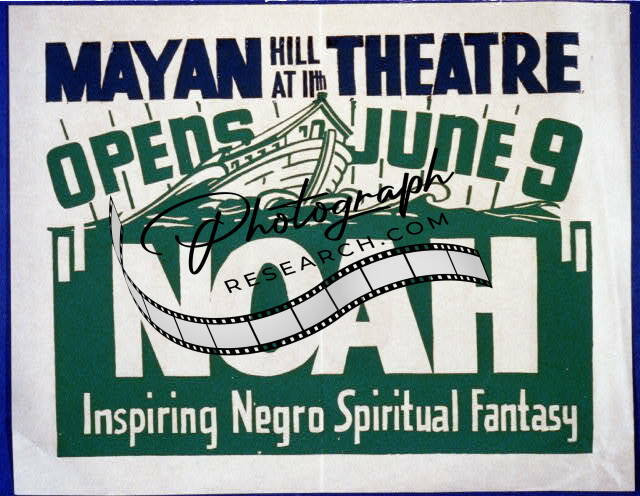 MAYAN HILL AT 11th THEATRE
OPENS JUNE 9
Photograph
RESEARCH.COM
NOAH
Inspiring Negro Spiritual Fantasy